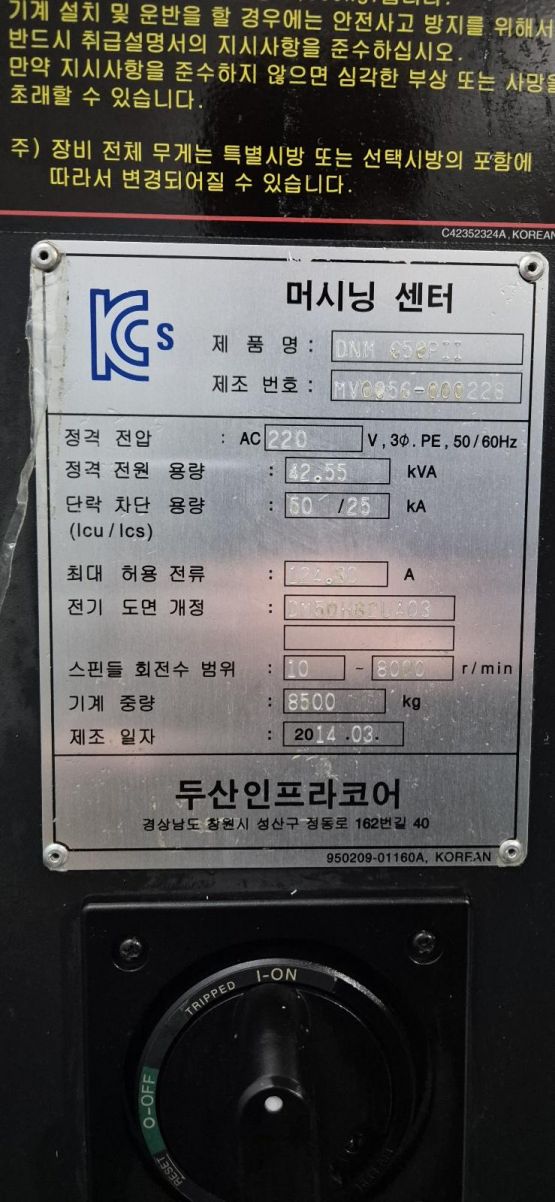 기계 설치 및 운반을 할 경우에는 안전사고 방지를 위해서
반드시 취급설명서의 지시사항을 준수하십시오.
만약 지시사항을 준수하지 않으면 심각한 부상 또는 사망을
초래할 수 있습니다.
주) 장비 전체 무게는 특별시방 또는 선택시방의 포함에
따라서 변경되어질 수 있습니다.
C42352324A, KOREAN
KCs
머시닝 센터
제 품 명 : DNM 650PII
제조 번호 : MV0056-000228
정격 전압 : AC 220 V, 3Φ. PE, 50/60Hz
정격 전원 용량 : 42.55 kVA
단락 차단 용량 : 50 /25 kA
(Icu/Ics)
최대 허용 전류 : A
전기 도면 개정 :
스핀들 회전수 범위 : 10 ~ 8000 r/min
기계 중량 : 8500 kg
제조 일자 : 2014 .03.
두산인프라코어
경상남도 창원시 성산구 정동로 162번길 40
950209-01160A, KOREAN
TRIPPED I-ON
O-OFF
RESET